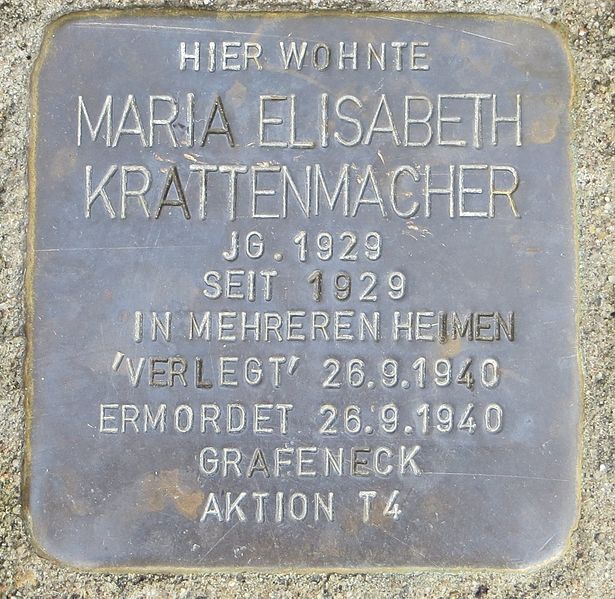 HIER WOHNTE
MARIA ELISABETH
KRATTENMACHER
JG. 1929
SEIT 1929
IN MEHREREN HEIMEN
'VERLEGT' 26.9.1940
ERMORDET 26.9.1940
GRAFENECK
AKTION T4